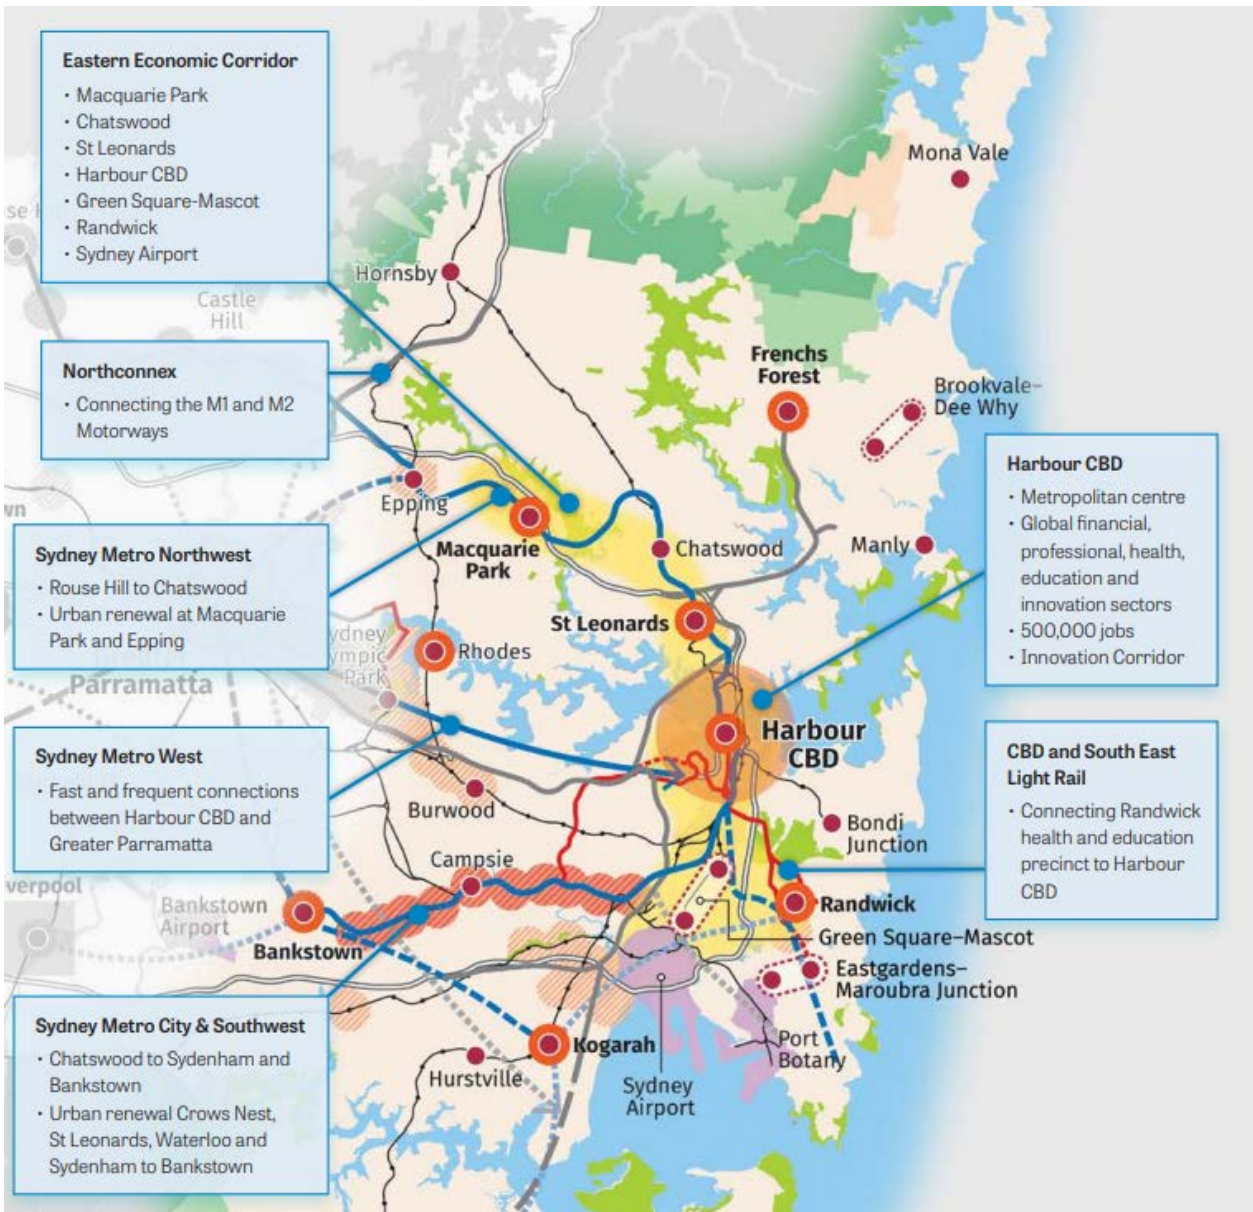 Eastern Economic Corridor
· Macquarie Park
· Chatswood
· St Leonards
· Harbour CBD
· Green Square-Mascot
· Randwick
· Sydney Airport
Mona Vale
Hornsby
Castle
Hill
Northconnex
· Connecting the M1 and M2
Motorways
Frenchs
Forest
Brookvale–
Dee Why
Epping
Harbour CBD
· Metropolitan centre
· Global financial,
professional, health,
education and
innovation sectors
· 500,000 jobs
· Innovation Corridor
Sydney Metro Northwest
· Rouse Hill to Chatswood
· Urban renewal at Macquarie
Park and Epping
Macquarie
Park
Chatswood
Manly
St Leonards
Rhodes
ydney
ympic
Park
Parramatta
Harbour
CBD
Sydney Metro West
· Fast and frequent connections
between Harbour CBD and
Greater Parramatta
CBD and South East
Light Rail
· Connecting Randwick
health and education
precinct to Harbour
CBD
Burwood
Bondi
Junction
Campsie
verpool
Bankstown
Airport
Bankstown
Randwick
Green Square–Mascot
Eastgardens–
Maroubra Junction
Sydney Metro City & Southwest
· Chatswood to Sydenham and
Bankstown
· Urban renewal Crows Nest,
St Leonards, Waterloo and
Sydenham to Bankstown
Kogarah
Hurstville
Port
Botany
Sydney
Airport